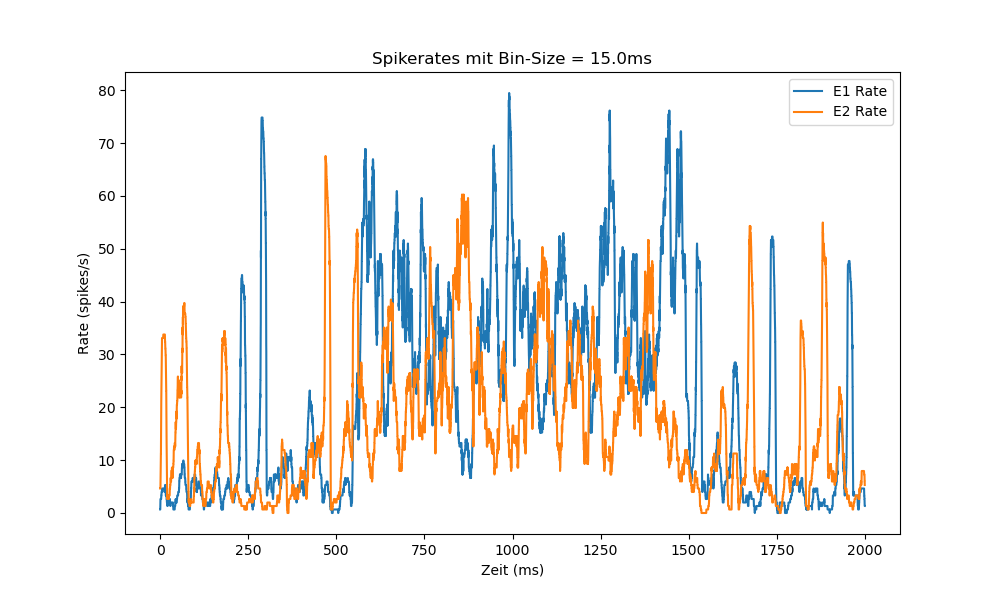 Spikerates mit Bin-Size = 15.0ms
E1 Rate
E2 Rate
80
70
60
50
40
30
20
10
0
Rate (spikes/s)
0 250 500 750 1000 1250 1500 1750 2000
Zeit (ms)